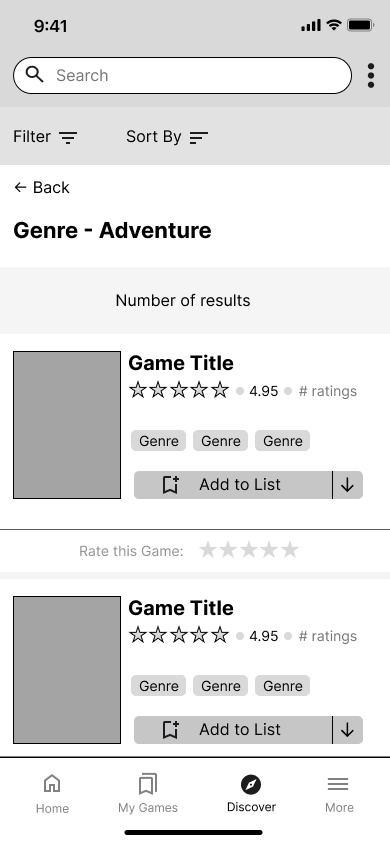 9:41
Search
Filter
Sort By
← Back
Genre - Adventure
Number of results
Game Title
4.95 # ratings
Genre Genre Genre
Add to List
Rate this Game:
Game Title
4.95 # ratings
Genre Genre Genre
Add to List
Home My Games Discover More